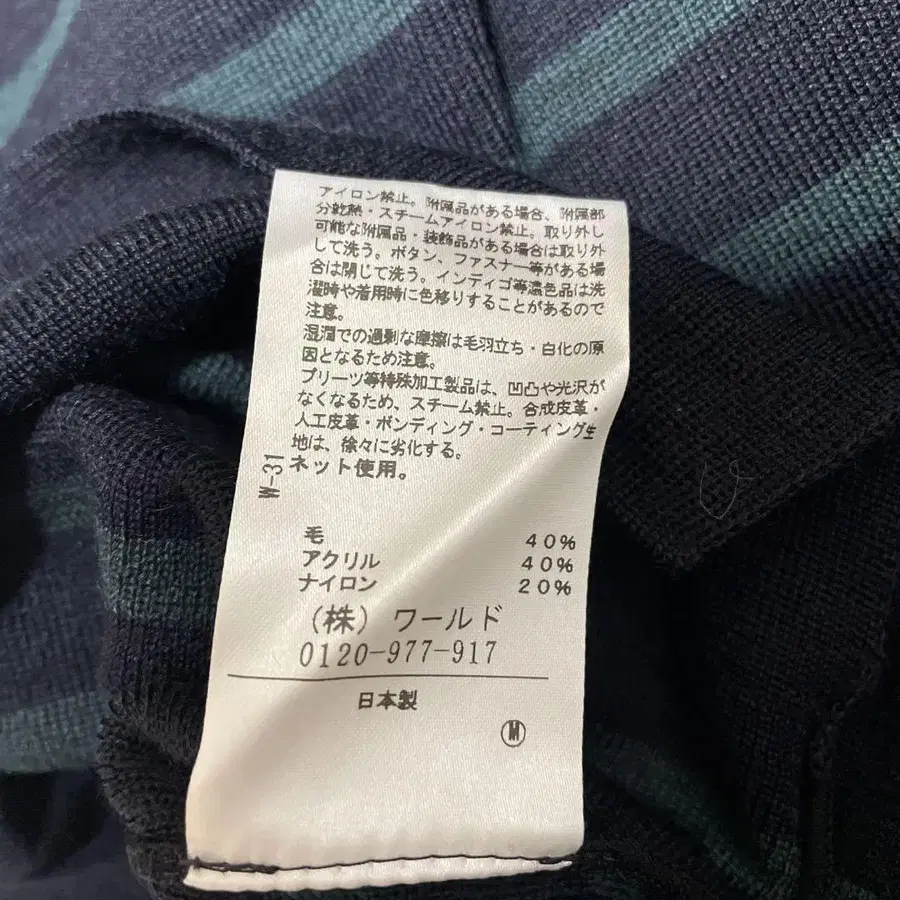 アイロン禁止。附属品がある場合、附属部
分乾熱・スチームアイロン禁止。取り外し
可能な附属品・装飾品がある場合は取り外
して洗う。ボタン、ファスナー等がある場
合は閉じて洗う。インディゴ等濃色品は洗
濯時や着用時に色移りすることがあるので
注意。
湿潤での過剰な摩擦は毛羽立ち・白化の原
因となるため注意。
プリーツ等特殊加工製品は、凹凸や光沢が
なくなるため、スチーム禁止。合成皮革・
人工皮革・ボンディング・コーティング生
地は、徐々に劣化する。
ネット使用。
W-31
毛 40%
アクリル 40%
ナイロン 20%
(株) ワールド
0120-977-917
日本製
M